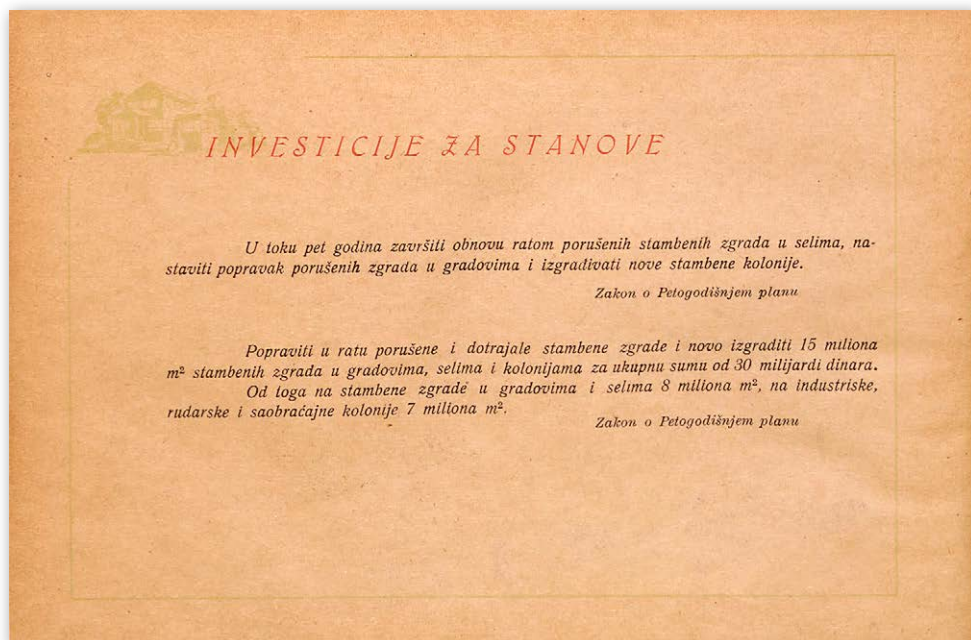 INVESTICIJE ZA STANOVE
U toku pet godina završiti obnovu ratom porušenih stambenih zgrada u selima, na-
staviti popravak porušenih zgrada u gradovima i izgrađivati nove stambene kolonije.
Zakon o Petogodišnjem planu
Popraviti u ratu porušene i dotrajale stambene zgrade i novo izgraditi 15 miliona
m² stambenih zgrada u gradovima, selima i kolonijama za ukupnu sumu od 30 milijardi dinara.
Od toga na stambene zgrade u gradovima i selima 8 miliona m², na industriske,
rudarske i saobraćajne kolonije 7 miliona m².
Zakon o Petogodišnjem planu